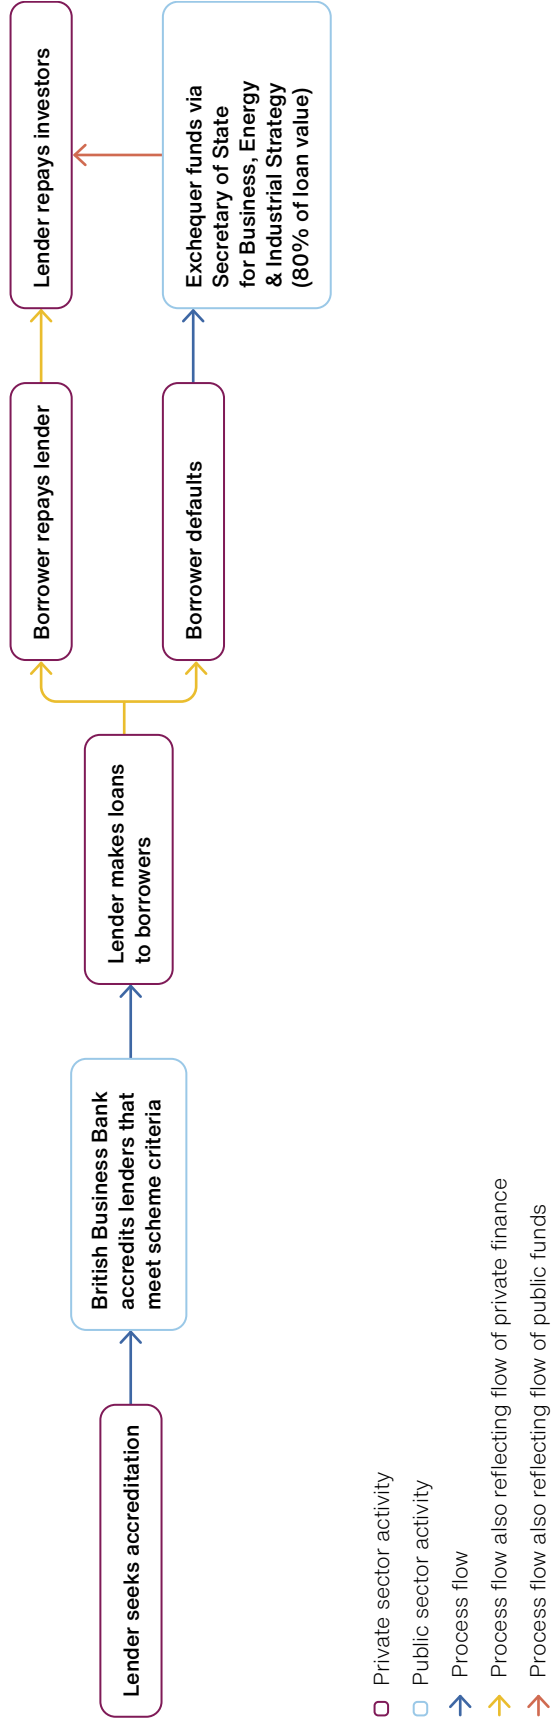 Lender seeks accreditation
British Business Bank
accredits lenders that
meet scheme criteria
Lender makes loans
to borrowers
Borrower repays lender
Lender repays investors
Borrower defaults
Exchequer funds via
Secretary of State
for Business, Energy
& Industrial Strategy
(80% of loan value)
Private sector activity
Public sector activity
Process flow
Process flow also reflecting flow of private finance
Process flow also reflecting flow of public funds